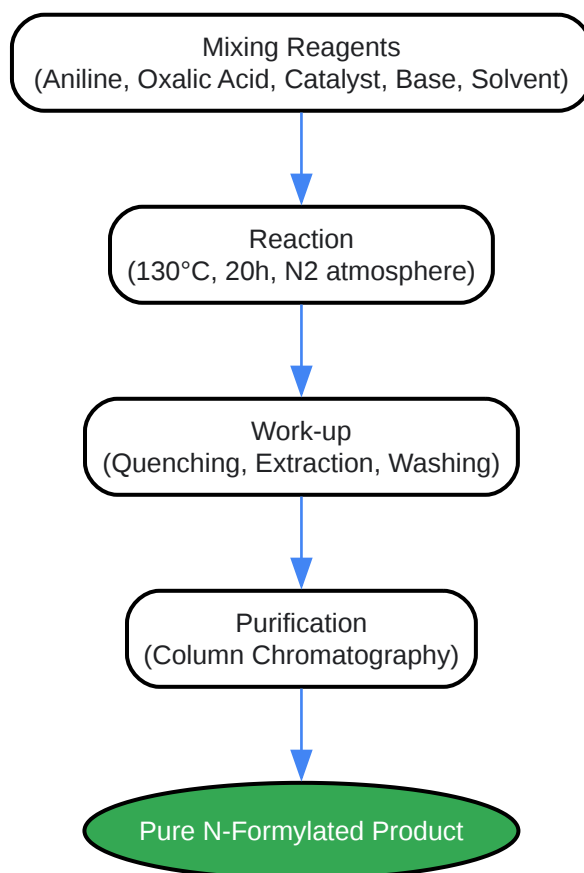 Mixing Reagents
(Aniline, Oxalic Acid, Catalyst, Base, Solvent)
Reaction
(130°C, 20h, N2 atmosphere)
Work-up
(Quenching, Extraction, Washing)
Purification
(Column Chromatography)
Pure N-Formylated Product